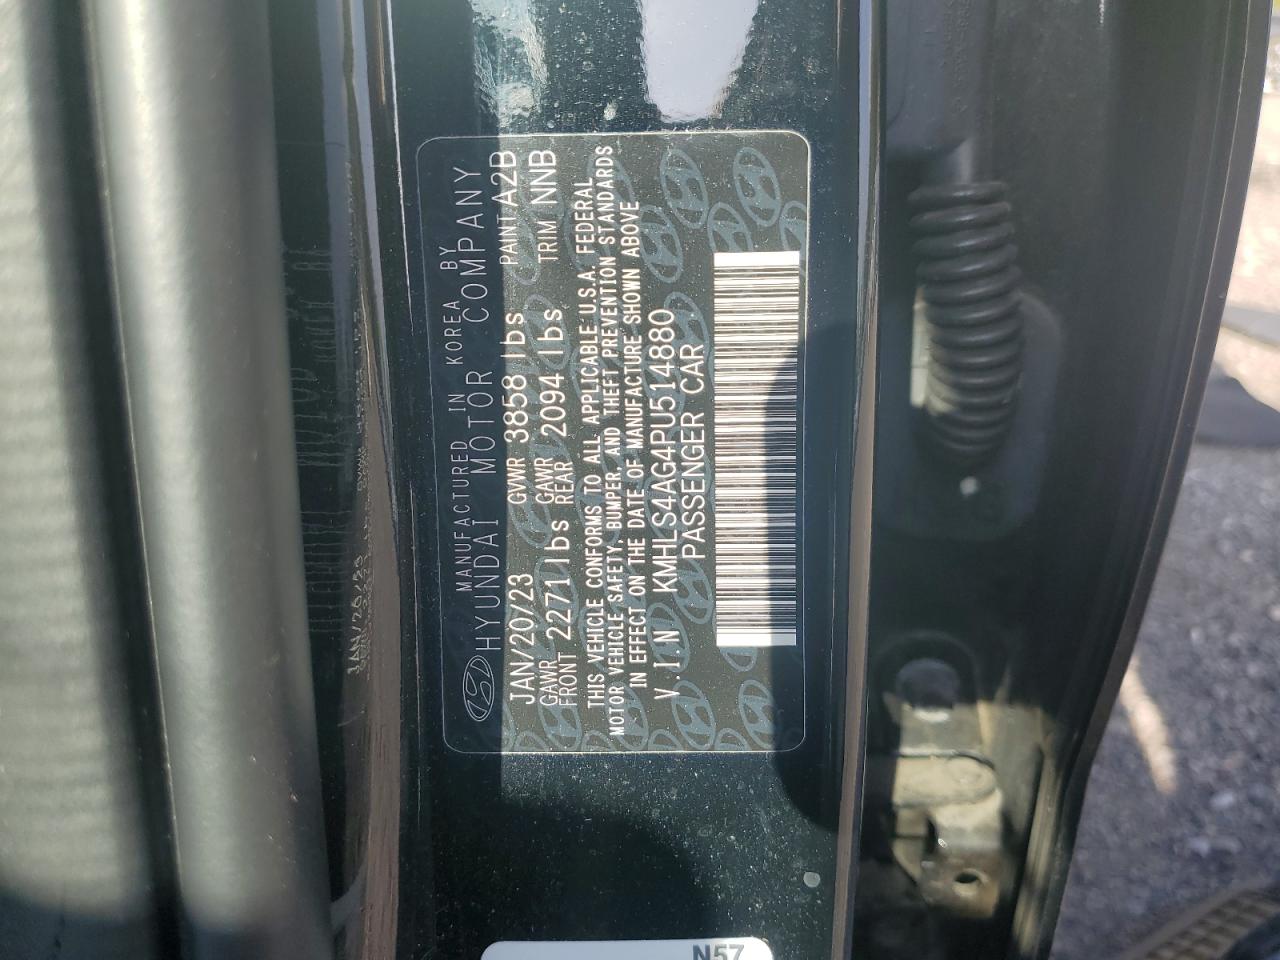 MANUFACTURED IN KOREA BY
HYUNDAI MOTOR COMPANY
JAN/20/23 GVWR 3858 lbs PAINT A2B
GAWR FRONT 2271 lbs GAWR REAR 2094 lbs TRIM NNB
THIS VEHICLE CONFORMS TO ALL APPLICABLE U.S.A. FEDERAL
MOTOR VEHICLE SAFETY, BUMPER, AND THEFT PREVENTION STANDARDS
IN EFFECT ON THE DATE OF MANUFACTURE SHOWN ABOVE
V.I.N KMHLS4AG4PU514880
PASSENGER CAR
N57